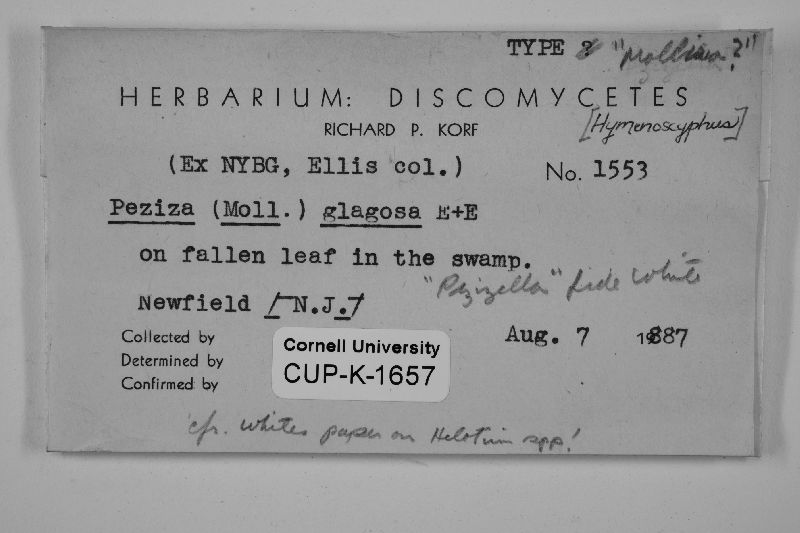 TYPE ? "Mollisia?"
HERBARIUM: DISCOMYCETES
RICHARD P. KORF
[Hymenoscyphus]
(Ex NYBG, Ellis col.)
No. 1553
Peziza (Moll.) glagosa E+E
on fallen leaf in the swamp.
"Pezizella" fide White
Newfield [N.J.]
Aug. 7 1887
Collected by
Determined by
Confirmed by
Cornell University
CUP-K-1657
cfr. Whites paper on Helotium spp!